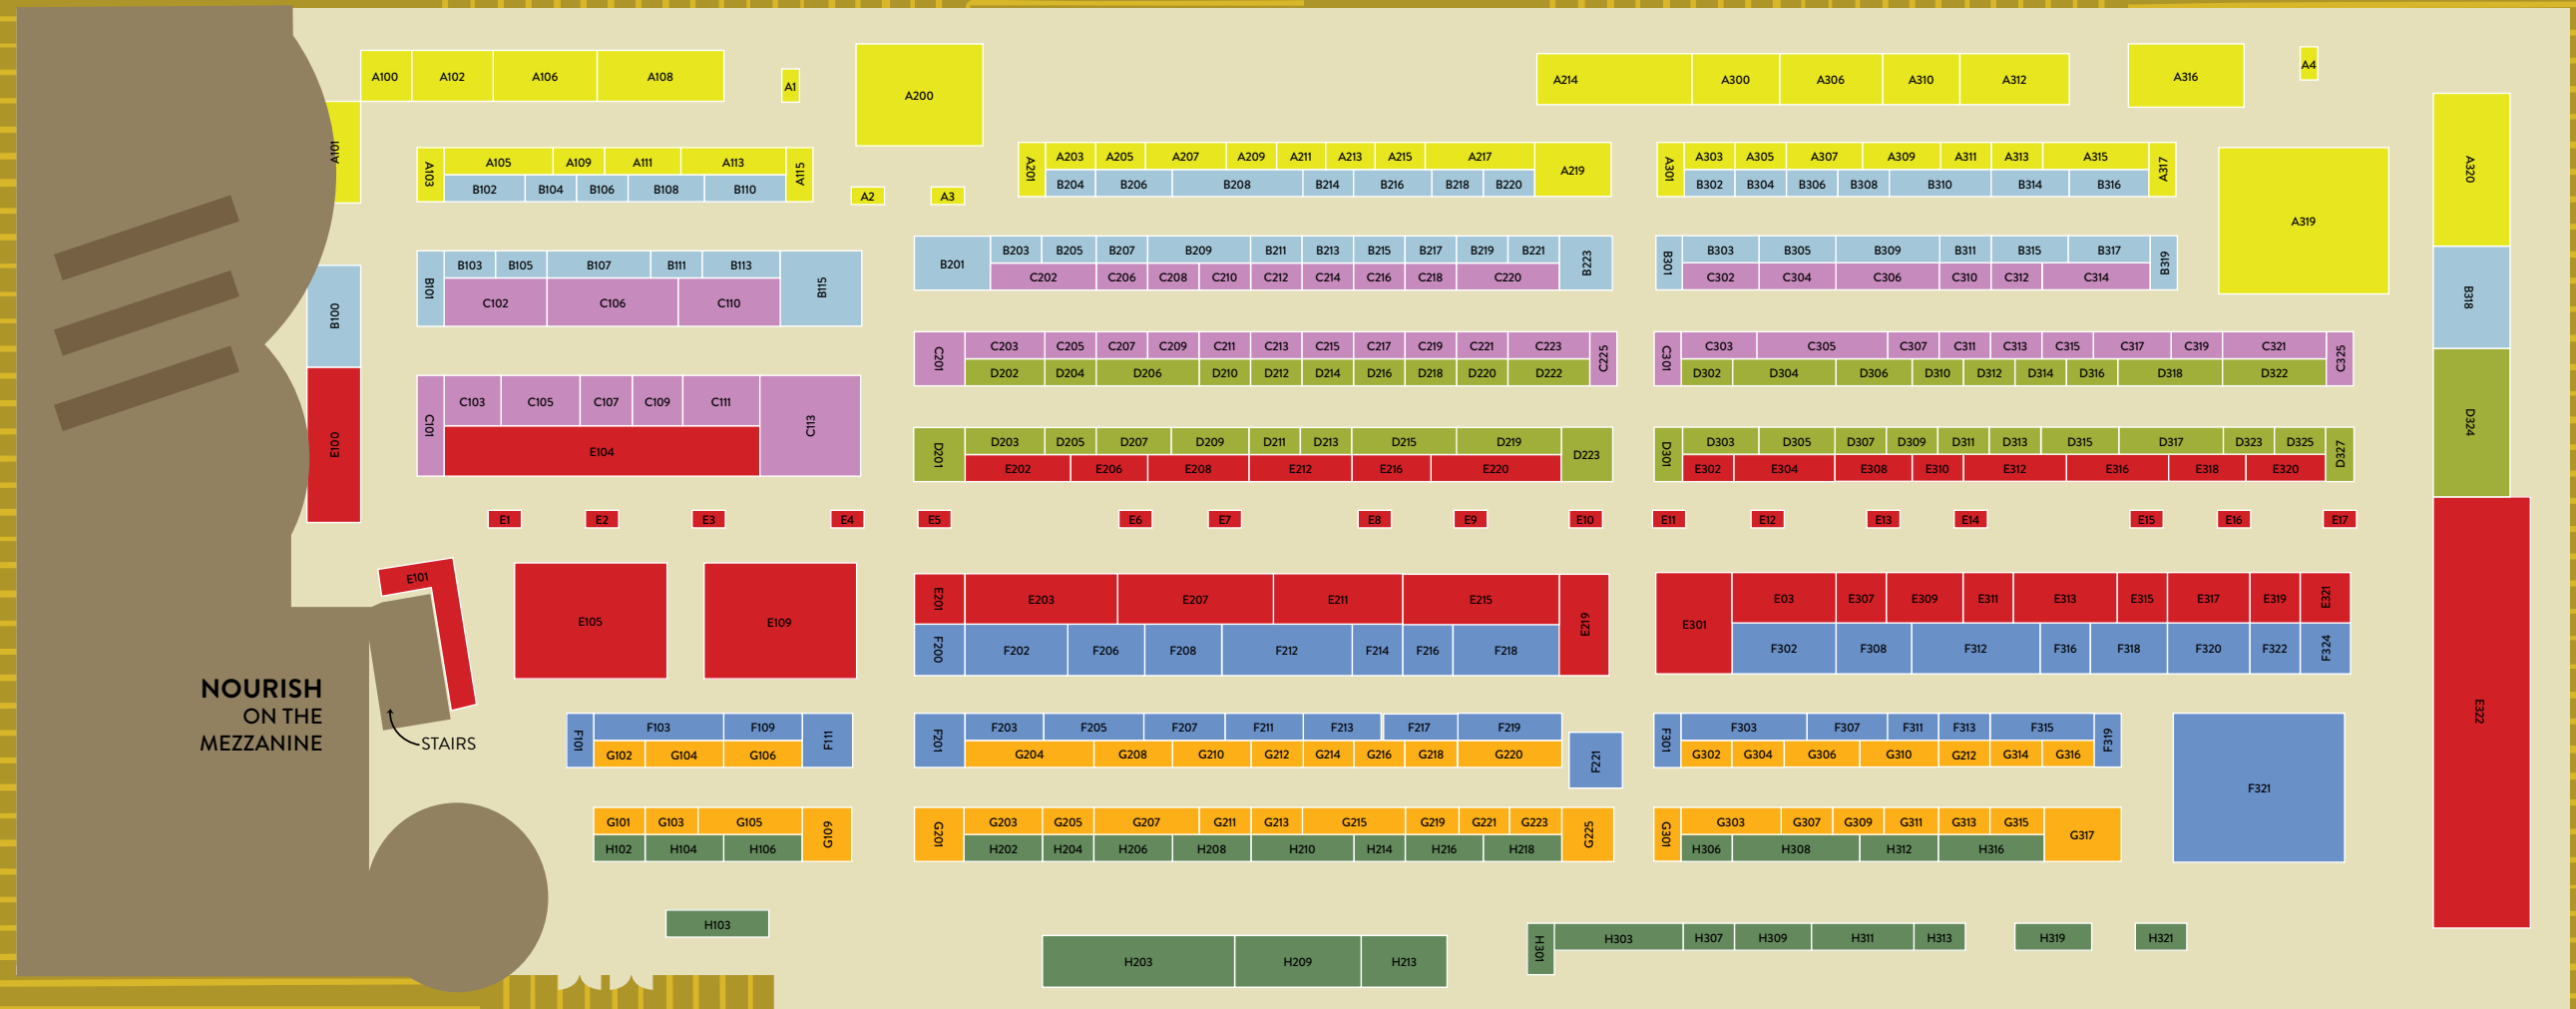 A100 A102 A106 A108
A1
A200
A214 A300 A306 A310 A312
A316
A4
A101
A103 A105 A109 A111 A113 A115
B102 B104 B106 B108 B110
A2 A3
A201 A203 A205 A207 A209 A211 A213 A215 A217 A219
B204 B206 B208 B214 B216 B218 B220
A301 A303 A305 A307 A309 A311 A313 A315 A317
B302 B304 B306 B308 B310 B314 B316
A319
A320
B318
D324
E322
B100
E100
B101 B103 B105 B107 B111 B113 B115
C102 C106 C110
B201 B203 B205 B207 B209 B211 B213 B215 B217 B219 B221 B223
C202 C206 C208 C210 C212 C214 C216 C218 C220
B301 B303 B305 B309 B311 B315 B317 B319
C302 C304 C306 C310 C312 C314
C201 C203 C205 C207 C209 C211 C213 C215 C217 C219 C221 C223 C225
D202 D204 D206 D210 D212 D214 D216 D218 D220 D222
C301 C303 C305 C307 C311 C313 C315 C317 C319 C321 C325
D302 D304 D306 D310 D312 D314 D316 D318 D322
C101 C103 C105 C107 C109 C111 C113
E104
D201 D203 D205 D207 D209 D211 D213 D215 D219 D223
E202 E206 E208 E212 E216 E220
D301 D303 D305 D307 D309 D311 D313 D315 D317 D323 D325 D327
E302 E304 E308 E310 E312 E316 E318 E320
E1 E2 E3 E4 E5 E6 E7 E8 E9 E10 E11 E12 E13 E14 E15 E16 E17
E101
E105 E109
E201 E203 E207 E211 E215 E219
F200 F202 F206 F208 F212 F214 F216 F218
E301 E03 E307 E309 E311 E313 E315 E317 E319 E321
F302 F308 F312 F316 F318 F320 F322 F324
NOURISH
ON THE
MEZZANINE
STAIRS
F101 F103 F109 F111
G102 G104 G106
F201 F203 F205 F207 F211 F213 F217 F219 F221
G204 G208 G210 G212 G214 G216 G218 G220
F301 F303 F307 F311 F313 F315 F319
G302 G304 G306 G310 G212 G314 G316
F321
G101 G103 G105 G109
H102 H104 H106
G201 G203 G205 G207 G211 G213 G215 G219 G221 G223 G225
H202 H204 H206 H208 H210 H214 H216 H218
G301 G303 G307 G309 G311 G313 G315 G317
H306 H308 H312 H316
H103
H203 H209 H213
H301 H303 H307 H309 H311 H313 H319 H321